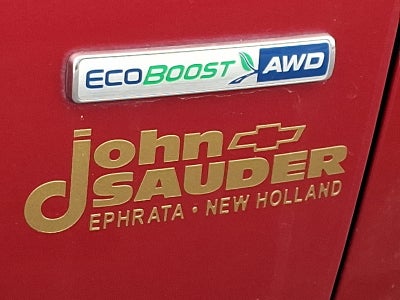 ECOBOOST AWD
john
SAUDER
EPHRATA • NEW HOLLAND